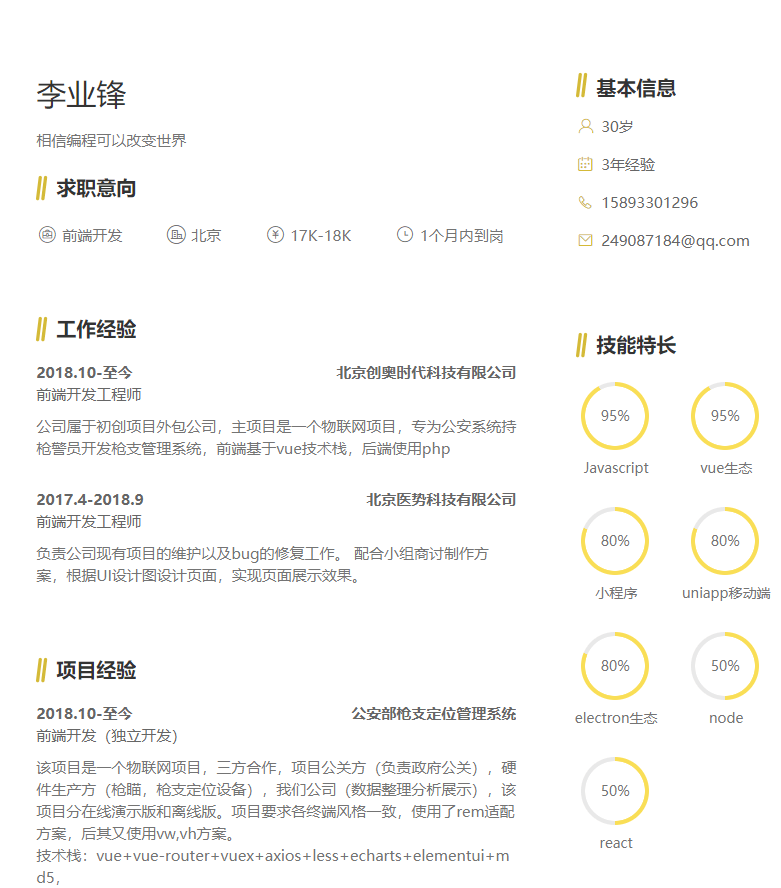 李业锋
相信编程可以改变世界
求职意向
前端开发 北京 17K-18K 1个月内到岗
工作经验
2018.10-至今 北京创奥时代科技有限公司
前端开发工程师
公司属于初创项目外包公司，主项目是一个物联网项目，专为公安系统持
枪警员开发枪支管理系统，前端基于vue技术栈，后端使用php
2017.4-2018.9 北京医势科技有限公司
前端开发工程师
负责公司现有项目的维护以及bug的修复工作。 配合小组商讨制作方
案，根据UI设计图设计页面，实现页面展示效果。
项目经验
2018.10-至今 公安部枪支定位管理系统
前端开发（独立开发）
该项目是一个物联网项目，三方合作，项目公关方（负责政府公关），硬
件生产方（枪瞄，枪支定位设备），我们公司（数据整理分析展示），该
项目分在线演示版和离线版。项目要求各终端风格一致，使用了rem适配
方案，后其又使用vw,vh方案。
技术栈：vue+vue-router+vuex+axios+less+echarts+elementui+m
d5，
基本信息
30岁
3年经验
15893301296
249087184@qq.com
技能特长
95% 95%
Javascript vue生态
80% 80%
小程序 uniapp移动端
80% 50%
electron生态 node
50%
react